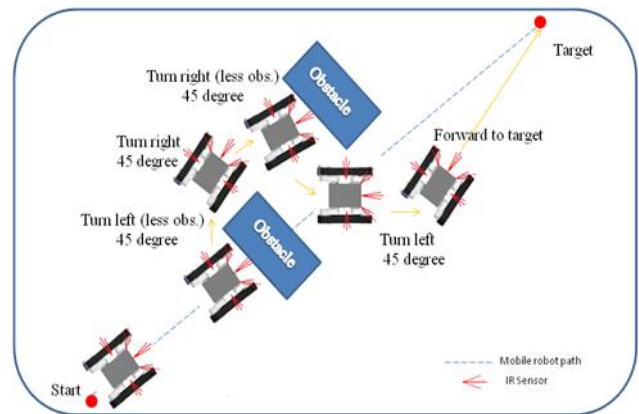 Target
Turn right (less obs.)
45 degree
Obstacle
Turn right
45 degree
Forward to target
Turn left (less obs.)
45 degree
Obstacle
Turn left
45 degree
Start
Mobile robot path
IR Sensor